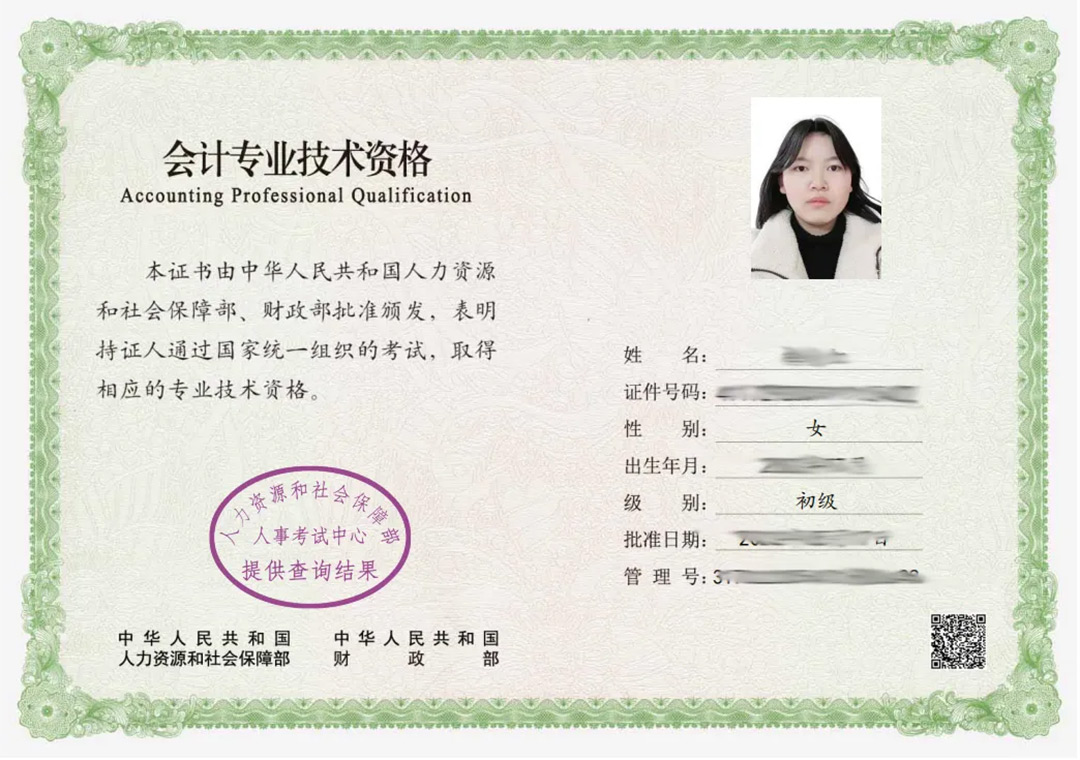 会计专业技术资格
Accounting Professional Qualification
本证书由中华人民共和国人力资源
和社会保障部、财政部批准颁发，表明
持证人通过国家统一组织的考试，取得
相应的专业技术资格。
人力资源和社会保障部
人事考试中心
提供查询结果
中华人民共和国
人力资源和社会保障部
中华人民共和国
财政部
姓名：
证件号码：
性别：女
出生年月：
级别：初级
批准日期：
管理号：